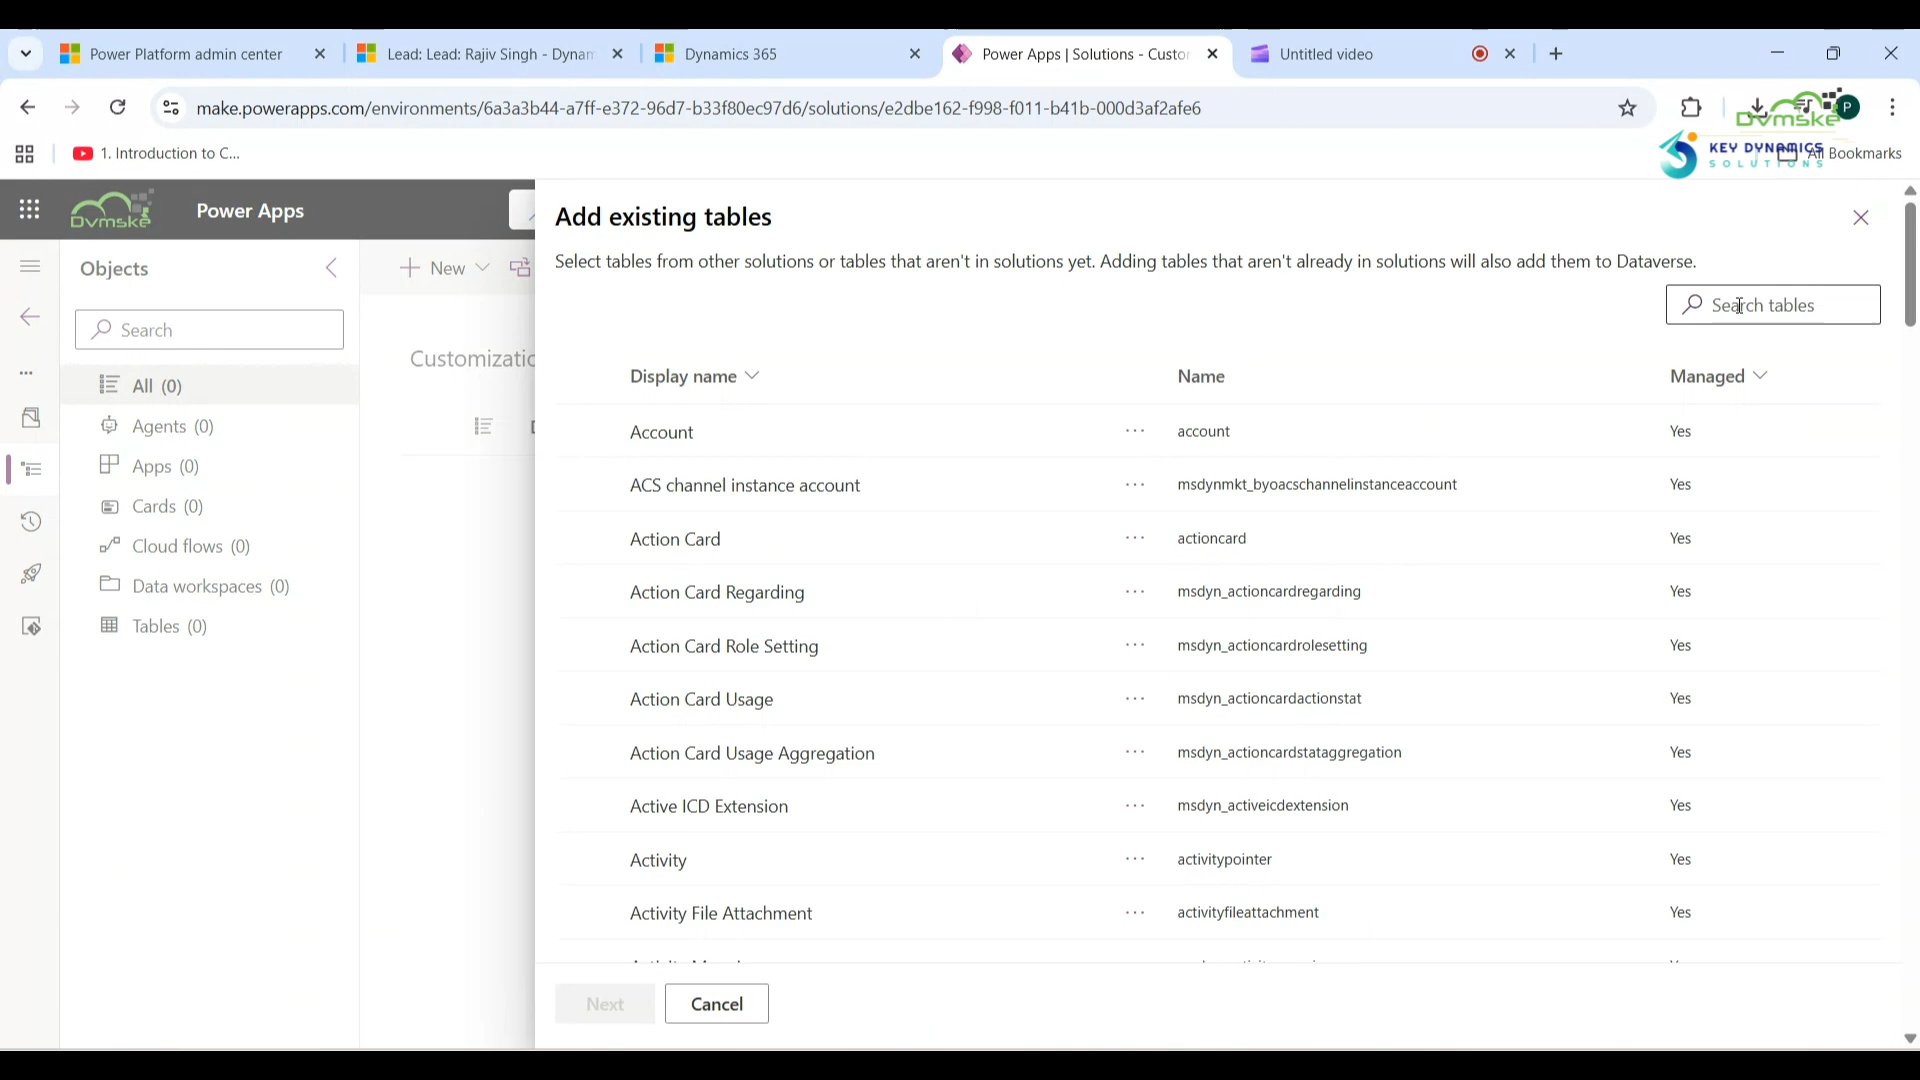 Power Platform admin center
Lead: Lead: Rajiv Singh - Dynan
Dynamics 365
Power Apps | Solutions - Custo
Untitled video
make.powerapps.com/environments/6a3a3b44-a7ff-e372-96d7-b33f80ec97d6/solutions/e2dbe162-f998-f011-b41b-000d3af2afe6
P
Dvmske
1. Introduction to C...
KEY DYNAMICS
SOLUTIONS
All Bookmarks
Dvmske
Power Apps
Add existing tables
Objects
New
Select tables from other solutions or tables that aren't in solutions yet. Adding tables that aren't already in solutions will also add them to Dataverse.
Search
Search tables
Customizatio
Display name
Name
Managed
All (0)
Agents (0)
Apps (0)
Cards (0)
Cloud flows (0)
Data workspaces (0)
Tables (0)
Account ... account Yes
ACS channel instance account ... msdynmkt_byoacschannelinstanceaccount Yes
Action Card ... actioncard Yes
Action Card Regarding ... msdyn_actioncardregarding Yes
Action Card Role Setting ... msdyn_actioncardrolesetting Yes
Action Card Usage ... msdyn_actioncardactionstat Yes
Action Card Usage Aggregation ... msdyn_actioncardstataggregation Yes
Active ICD Extension ... msdyn_activeicdextension Yes
Activity ... activitypointer Yes
Activity File Attachment ... activityfileattachment Yes
Next
Cancel